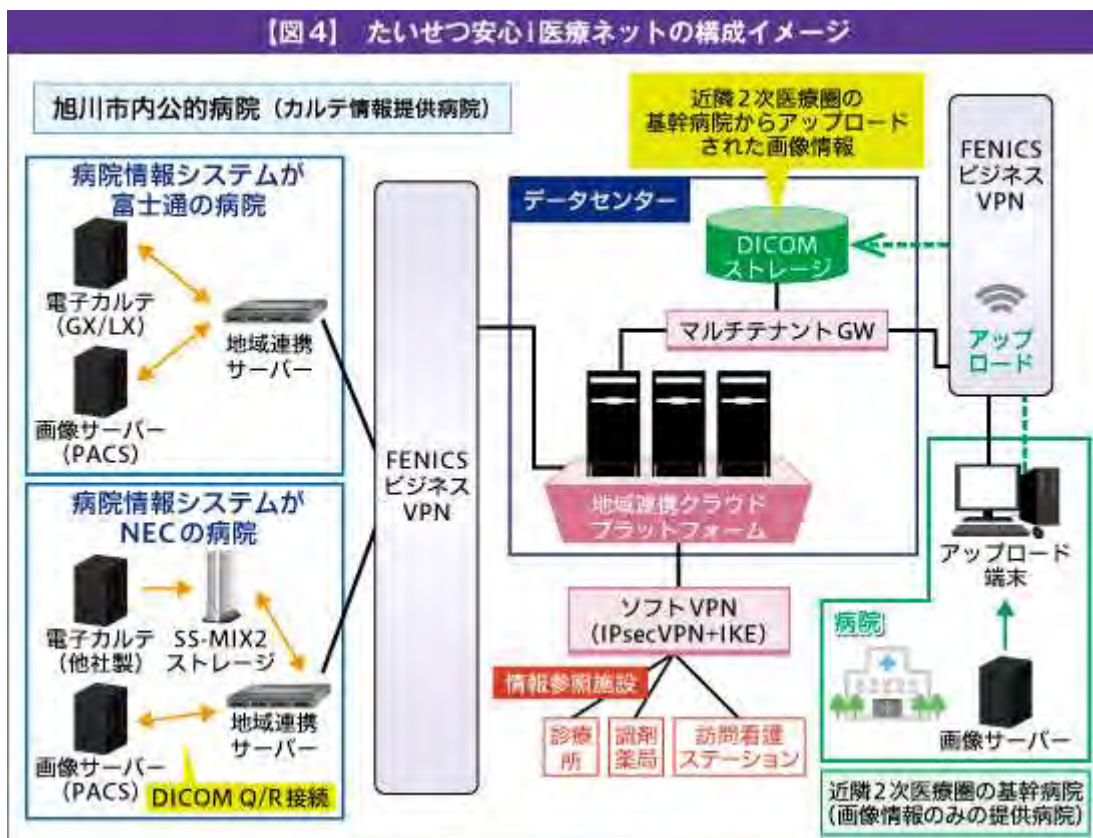 【図4】 たいせつ安心i医療ネットの構成イメージ
旭川市内公的病院（カルテ情報提供病院）
病院情報システムが
富士通の病院
電子カルテ
(GX/LX)
地域連携
サーバー
画像サーバー
(PACS)
病院情報システムが
NECの病院
電子カルテ
(他社製)
SS-MIX2
ストレージ
地域連携
サーバー
画像サーバー
(PACS)
DICOM Q/R接続
FENICS
ビジネス
VPN
近隣2次医療圏の
基幹病院からアップロード
された画像情報
データセンター
DICOM
ストレージ
マルチテナントGW
地域連携クラウド
プラットフォーム
ソフトVPN
(IPsecVPN+IKE)
情報参照施設
診療
所
調剤
薬局
訪問看護
ステーション
FENICS
ビジネス
VPN
アップ
ロード
アップロード
端末
病院
画像サーバー
近隣2次医療圏の基幹病院
(画像情報のみの提供病院)